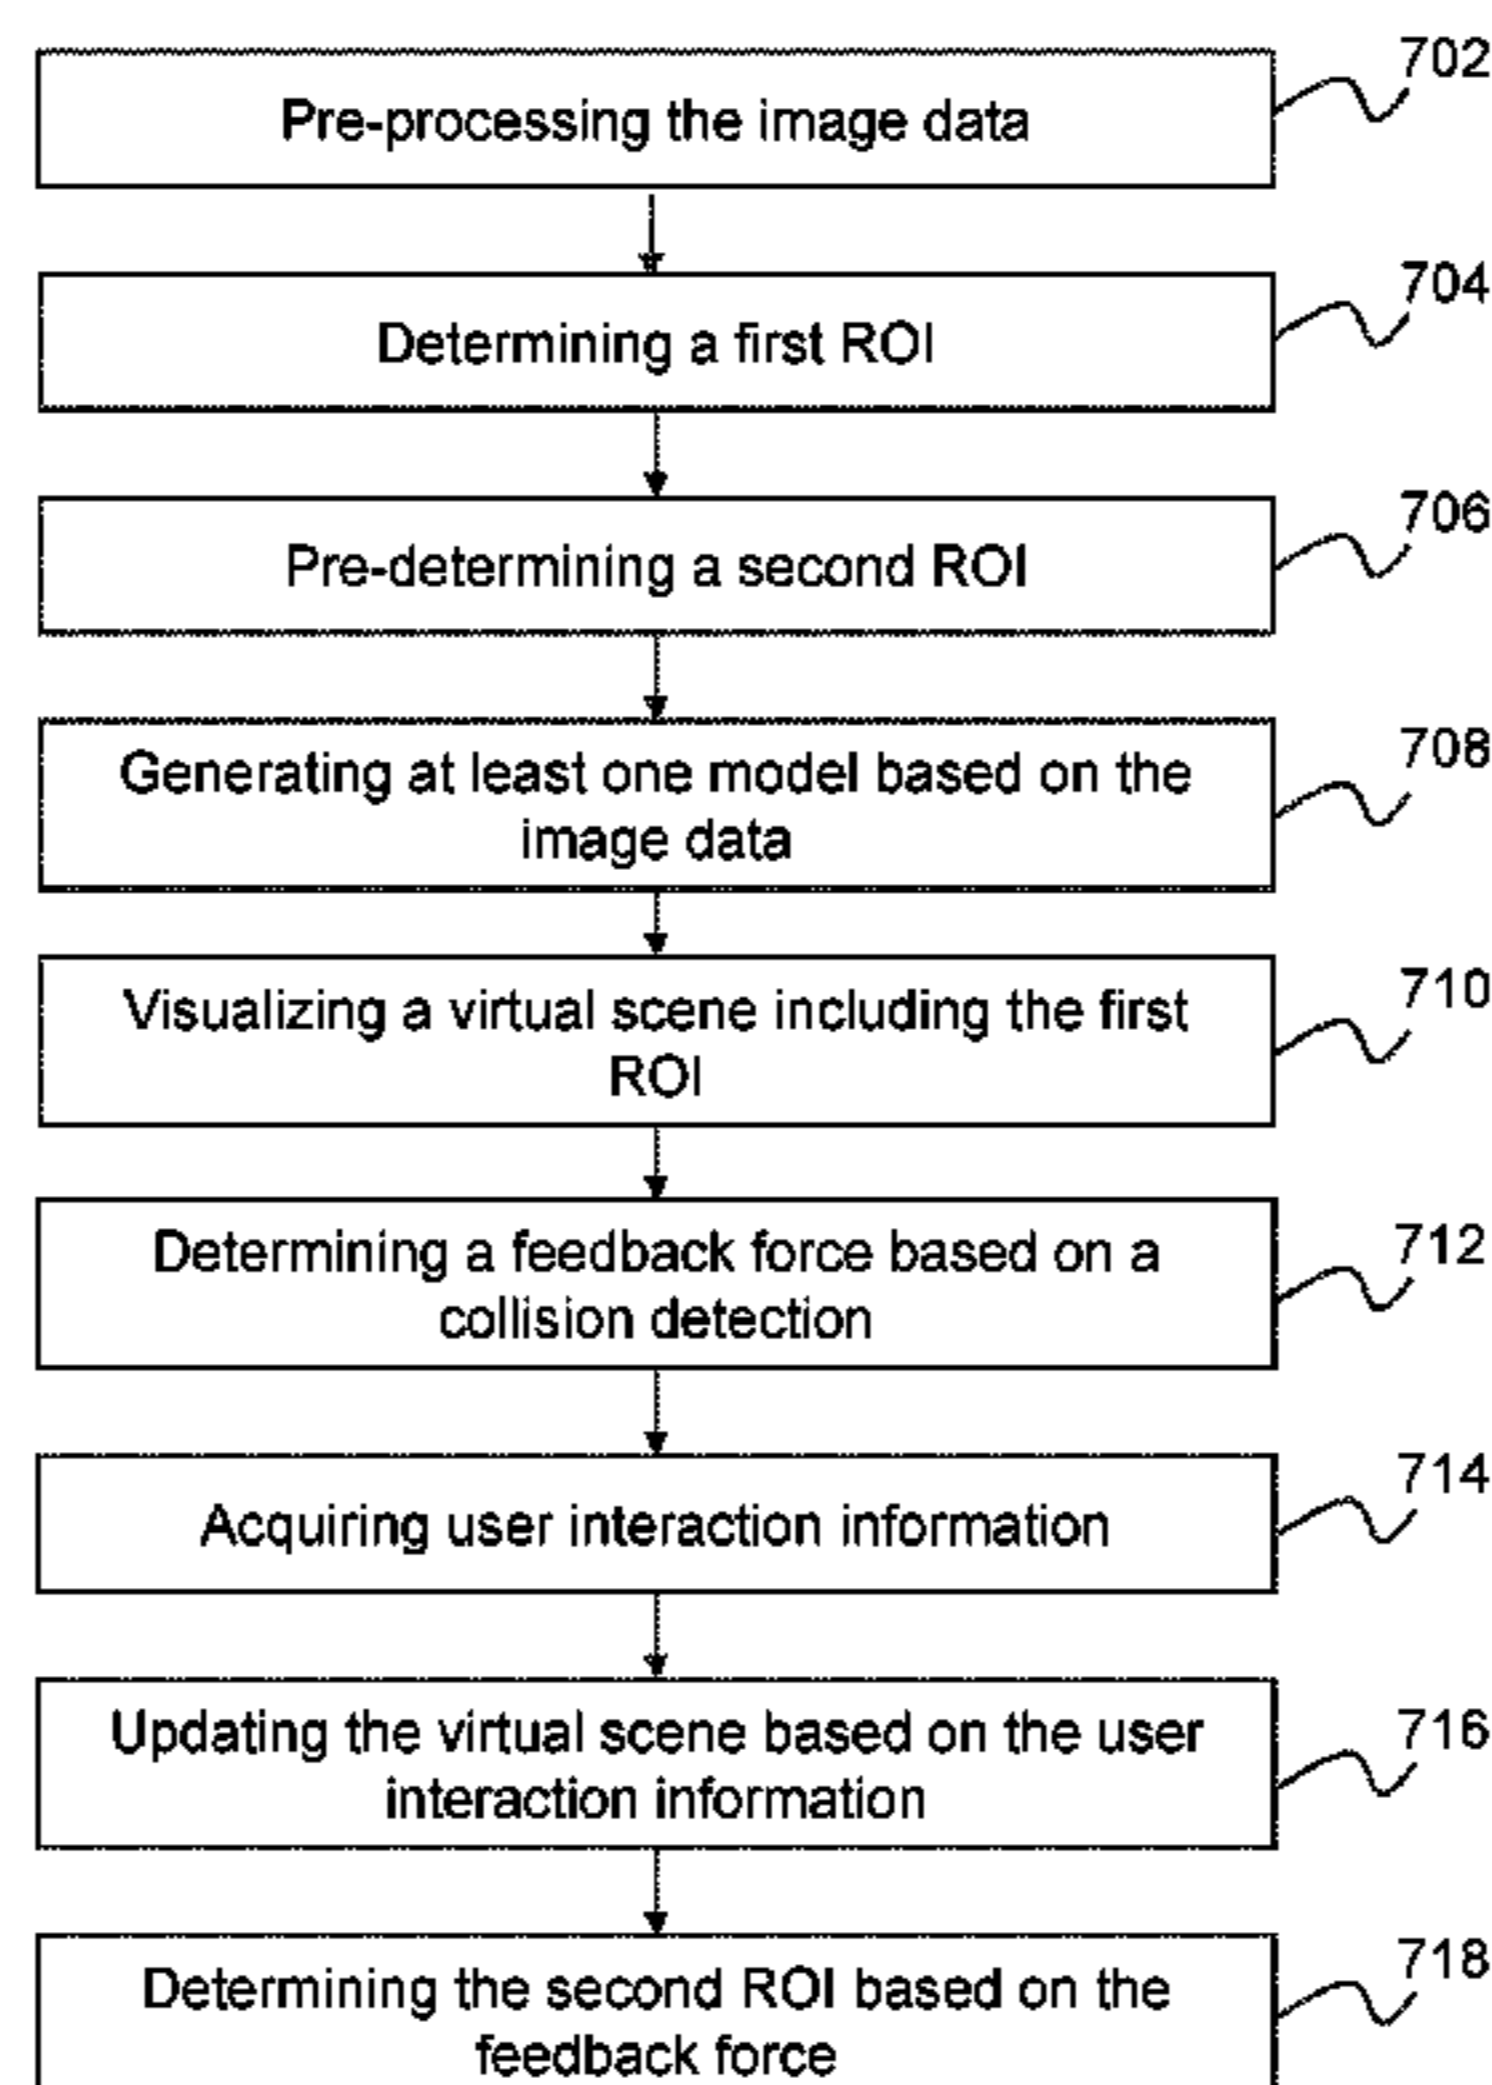 702
Pre-processing the image data
704
Determining a first ROI
706
Pre-determining a second ROI
708
Generating at least one model based on the
image data
710
Visualizing a virtual scene including the first
ROI
712
Determining a feedback force based on a
collision detection
714
Acquiring user interaction information
716
Updating the virtual scene based on the user
interaction information
718
Determining the second ROI based on the
feedback force